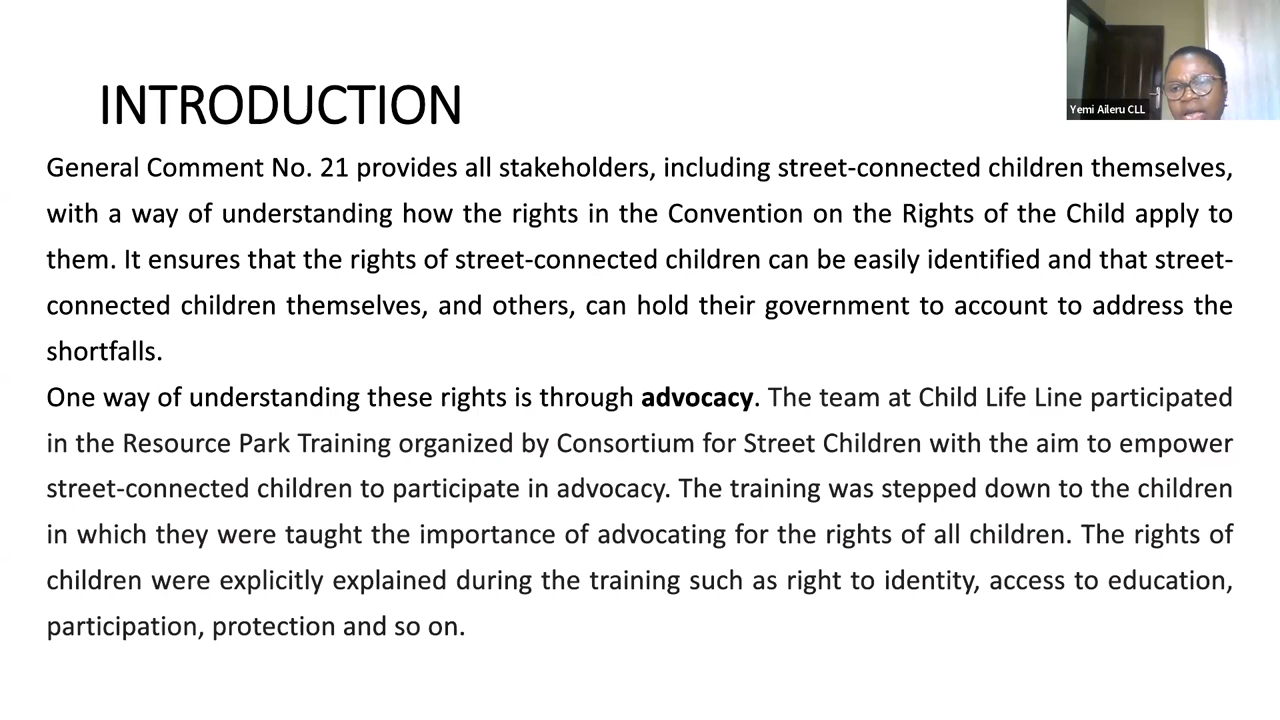 INTRODUCTION
Yemi Aileru CLL
General Comment No. 21 provides all stakeholders, including street-connected children themselves,
with a way of understanding how the rights in the Convention on the Rights of the Child apply to
them. It ensures that the rights of street-connected children can be easily identified and that street-
connected children themselves, and others, can hold their government to account to address the
shortfalls.
One way of understanding these rights is through advocacy. The team at Child Life Line participated
in the Resource Park Training organized by Consortium for Street Children with the aim to empower
street-connected children to participate in advocacy. The training was stepped down to the children
in which they were taught the importance of advocating for the rights of all children. The rights of
children were explicitly explained during the training such as right to identity, access to education,
participation, protection and so on.